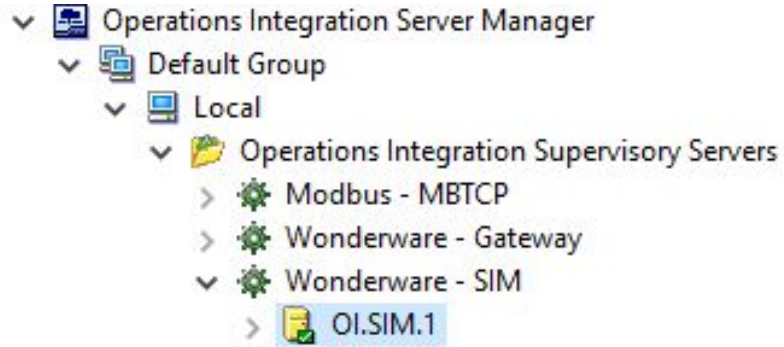 Operations Integration Server Manager
Default Group
Local
Operations Integration Supervisory Servers
Modbus - MBTCP
Wonderware - Gateway
Wonderware - SIM
OI.SIM.1